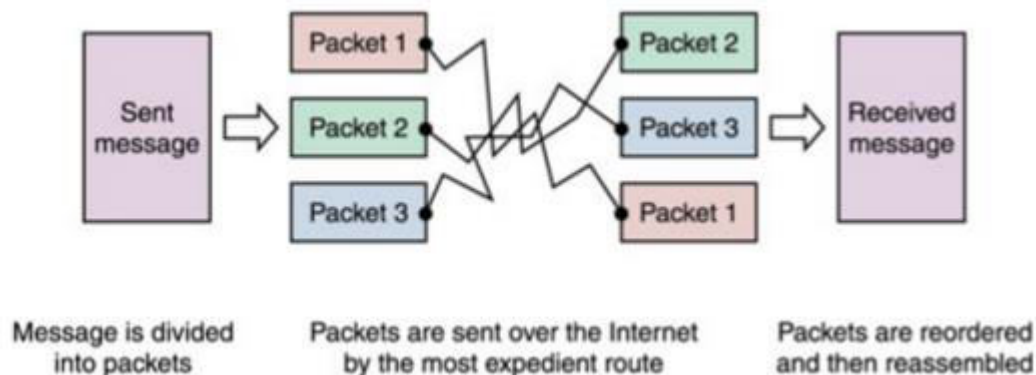 Sent
message
Packet 1
Packet 2
Packet 3
Packet 2
Packet 3
Packet 1
Received
message
Message is divided
into packets
Packets are sent over the Internet
by the most expedient route
Packets are reordered
and then reassembled